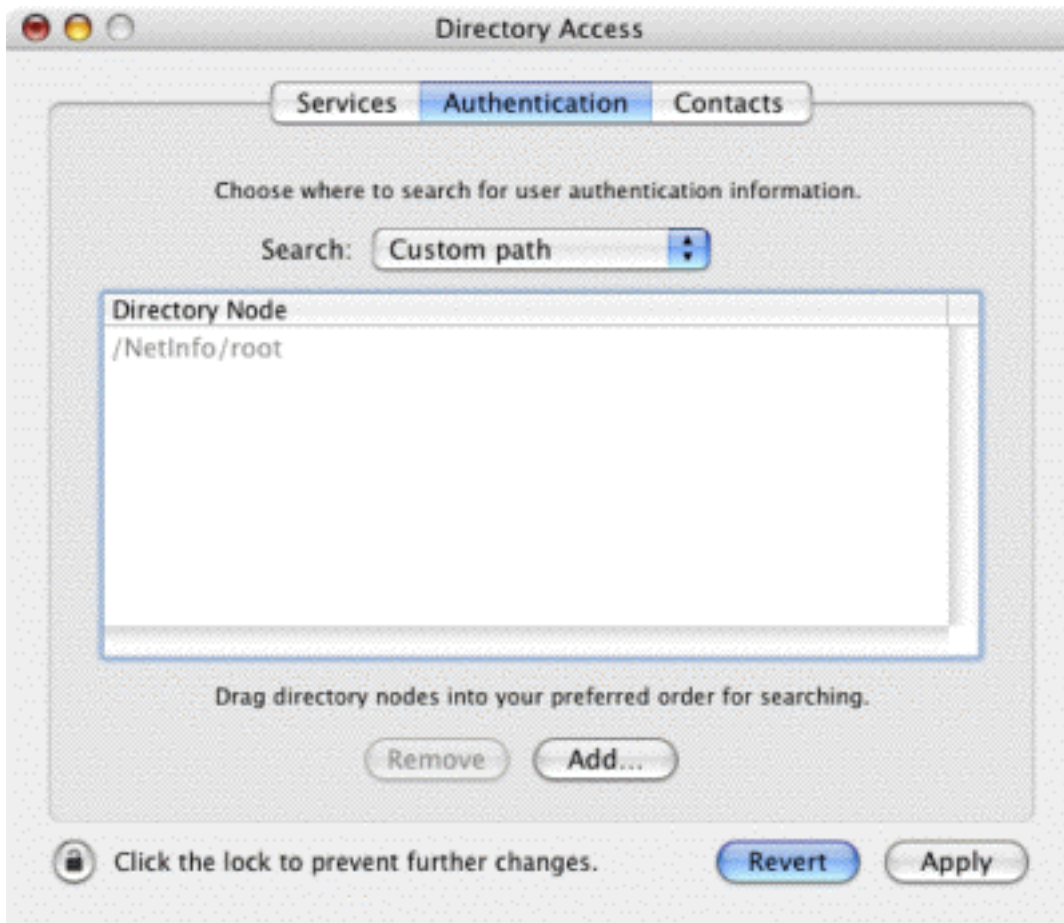 Directory Access
Services Authentication Contacts
Choose where to search for user authentication information.
Search: Custom path
Directory Node
/NetInfo/root
Drag directory nodes into your preferred order for searching.
Remove Add...
Click the lock to prevent further changes. Revert Apply